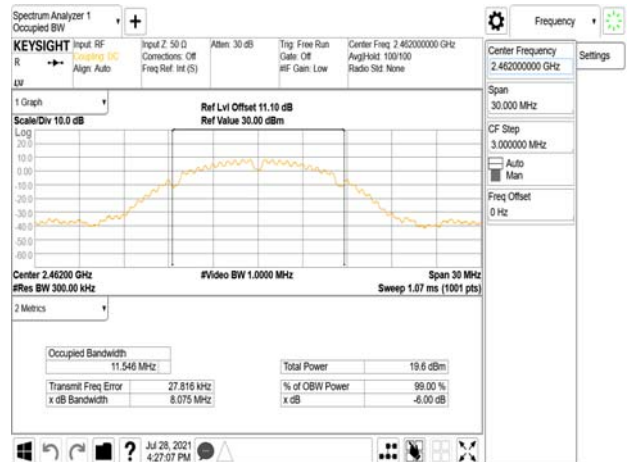 Spectrum Analyzer 1
Occupied BW
Frequency
KEYSIGHT
Input: RF
Coupling: DC
Align: Auto
Input Z: 50 Ω
Corrections: Off
Freq Ref: Int (S)
Atten: 30 dB
Trig: Free Run
Gate: Off
#IF Gain: Low
Center Freq: 2.462000000 GHz
Avg|Hold: 100/100
Radio Std: None
R
LXI
Center Frequency
2.462000000 GHz
Settings
Span
30.000 MHz
CF Step
3.000000 MHz
Auto
Man
Freq Offset
0 Hz
1 Graph
Scale/Div 10.0 dB
Ref Lvl Offset 11.10 dB
Ref Value 30.00 dBm
Log
20.0
10.0
0.00
-10.0
-20.0
-30.0
-40.0
-50.0
-60.0
Center 2.46200 GHz
#Video BW 1.0000 MHz
Span 30 MHz
#Res BW 300.00 kHz
Sweep 1.07 ms (1001 pts)
2 Metrics
Occupied Bandwidth
11.546 MHz
Total Power
19.6 dBm
Transmit Freq Error
27.816 kHz
% of OBW Power
99.00 %
x dB Bandwidth
8.075 MHz
x dB
-6.00 dB
?
Jul 28, 2021
4:27:07 PM